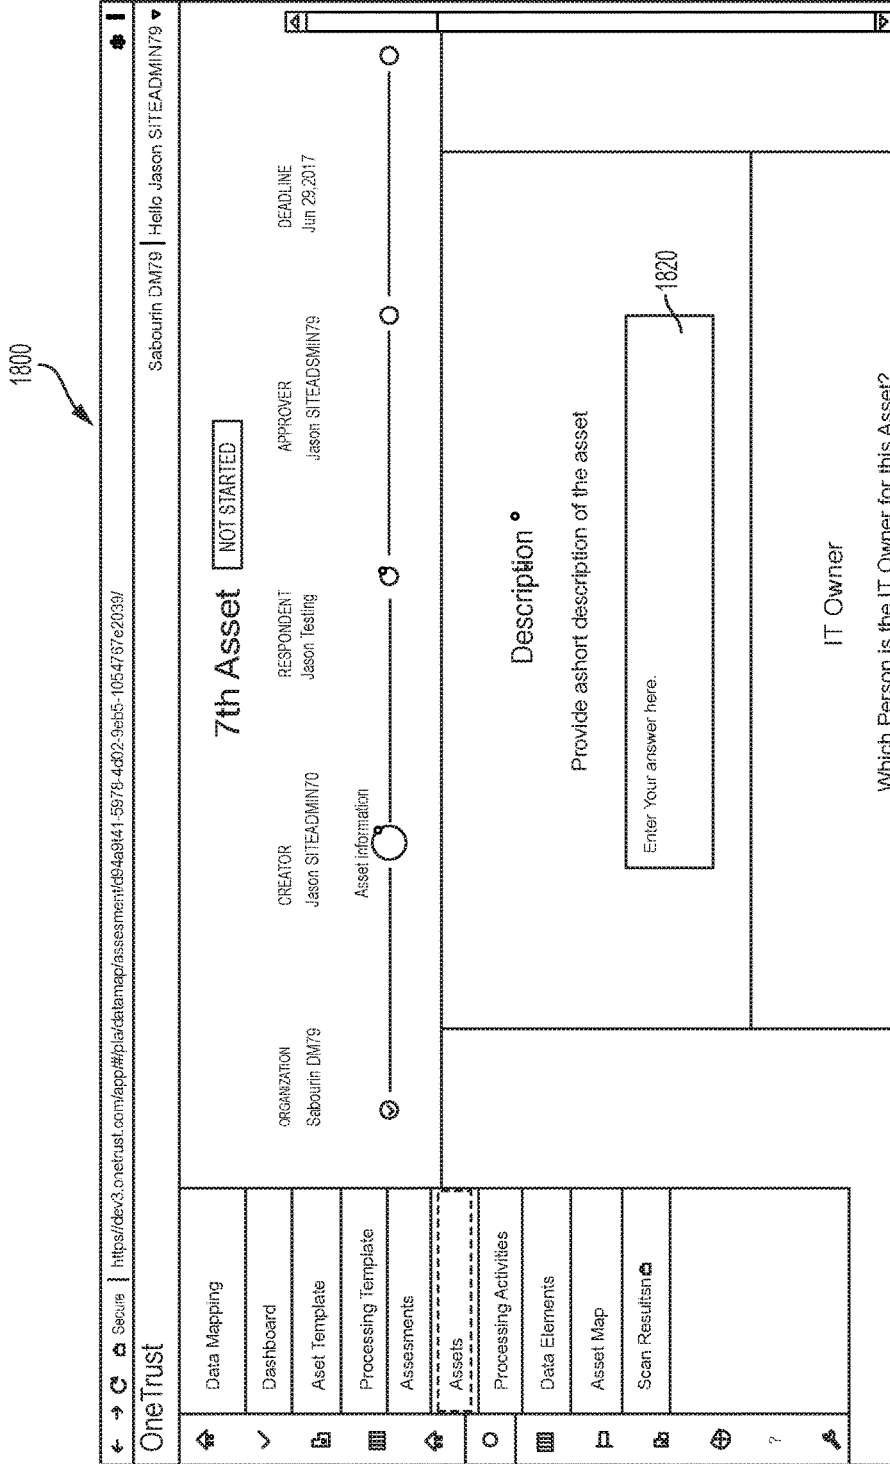 1800
Secure | https//dev3.onetrust.com/app/#/pla/datamap/assesment/d94a9f41-5978-4d02-9eb5-1054767e2039/
OneTrust
Sabourin DM79 | Hello Jason SITEADMIN79
Data Mapping
Dashboard
Aset Template
Processing Template
Assesments
Assets
Processing Activities
Data Elements
Asset Map
Scan Resultsn
?
7th Asset
NOT STARTED
ORGANIZATION
Sabourin DM79
CREATOR
Jason SITEADMIN70
RESPONDENT
Jason Testing
APPROVER
Jason SITEADSMIN79
DEADLINE
Jun 29,2017
Asset information
Description
Provide ashort description of the asset
Enter Your answer here.
1820
IT Owner
Which Person is the IT Owner for this Asset?